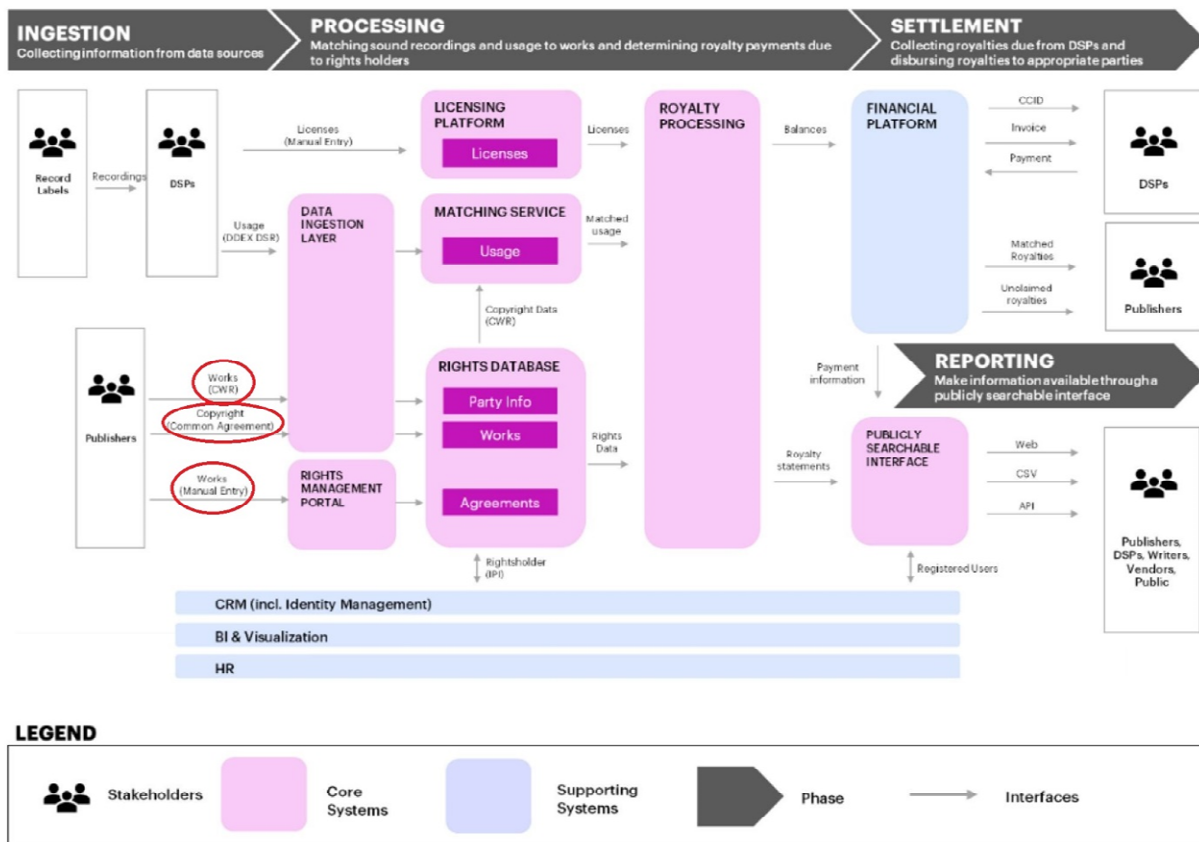 INGESTION
Collecting information from data sources
PROCESSING
Matching sound recordings and usage to works and determining royalty payments due
to rights holders
SETTLEMENT
Collecting royalties due from DSPs and
disbursing royalties to appropriate parties
Record
Labels
Recordings
DSPs
Licenses
(Manual Entry)
LICENSING
PLATFORM
Licenses
Licenses
ROYALTY
PROCESSING
Balances
FINANCIAL
PLATFORM
CCID
Invoice
Payment
DSPs
Usage
(DDEX DSR)
DATA
INGESTION
LAYER
MATCHING SERVICE
Usage
Matched
usage
Matched
Royalties
Unclaimed
royalties
Publishers
Copyright Data
(CWR)
Publishers
Works
(CWR)
Copyright
(Common Agreement)
Works
(Manual Entry)
RIGHTS
MANAGEMENT
PORTAL
RIGHTS DATABASE
Party Info
Works
Agreements
Rights
Data
Payment
information
REPORTING
Make information available through a
publicly searchable interface
Royalty
statements
PUBLICLY
SEARCHABLE
INTERFACE
Web
CSV
API
Publishers,
DSPs, Writers,
Vendors,
Public
Rightsholder
(IPI)
Registered Users
CRM (incl. Identity Management)
BI & Visualization
HR
LEGEND
Stakeholders
Core
Systems
Supporting
Systems
Phase
Interfaces